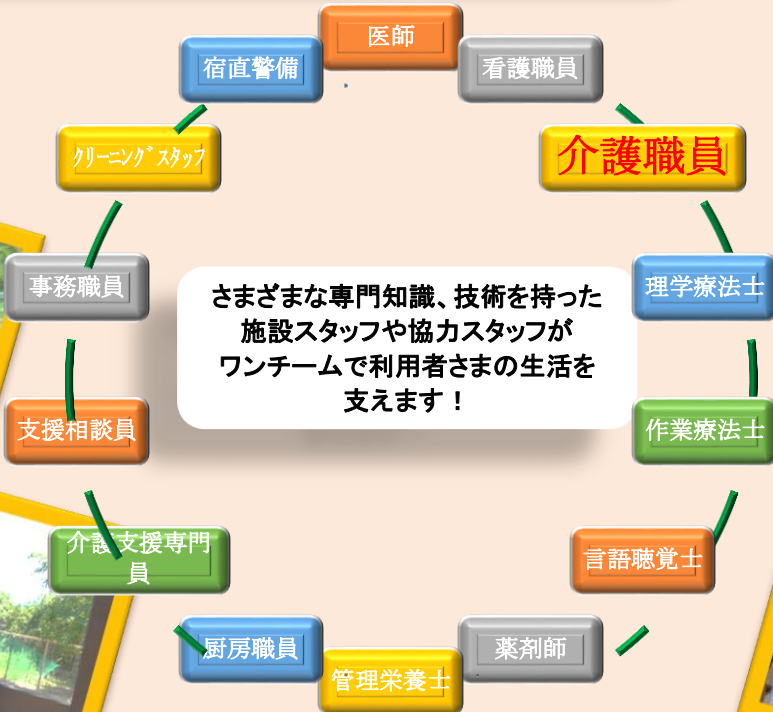 医師
宿直警備
看護職員
クリーニングスタッフ
介護職員
事務職員
理学療法士
さまざまな専門知識、技術を持った
施設スタッフや協力スタッフが
ワンチームで利用者さまの生活を
支えます！
支援相談員
作業療法士
介護支援専門
員
言語聴覚士
厨房職員
薬剤師
管理栄養士